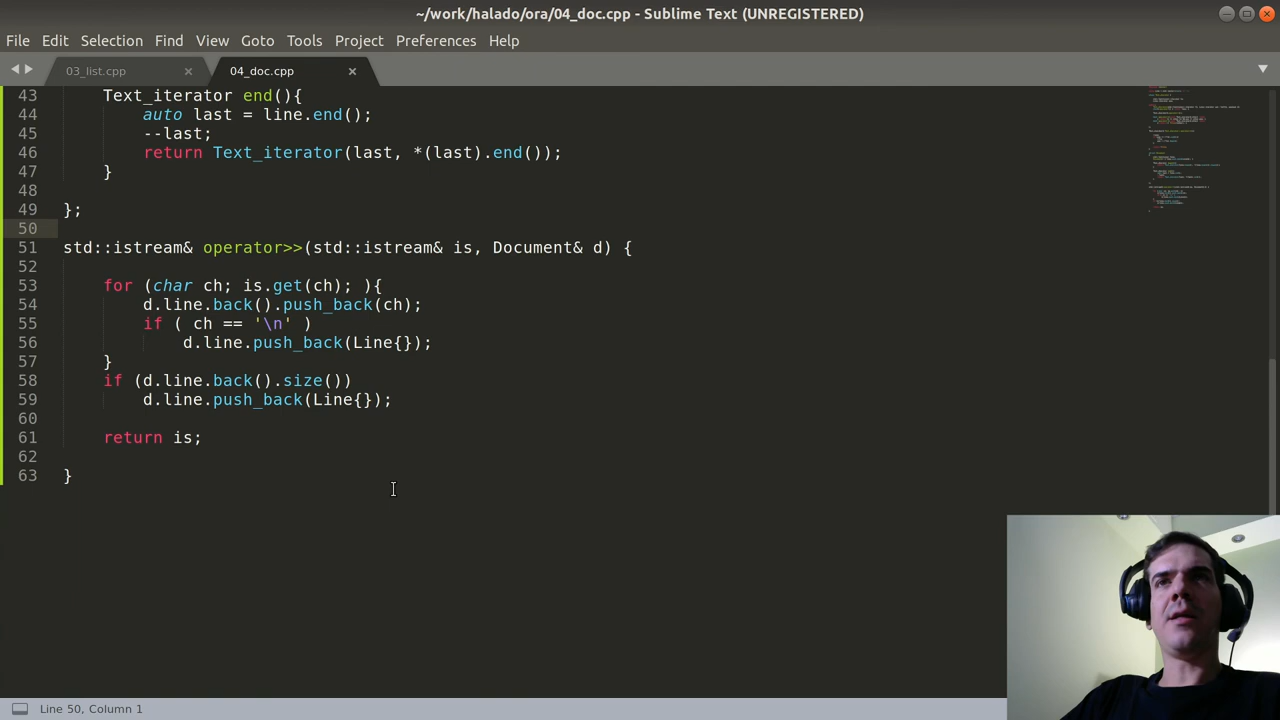 ~/work/halado/ora/04_doc.cpp - Sublime Text (UNREGISTERED)
File Edit Selection Find View Goto Tools Project Preferences Help
03_list.cpp 04_doc.cpp
43 Text_iterator end(){
44 auto last = line.end();
45 --last;
46 return Text_iterator(last, *(last).end());
47 }
48
49 };
50
51 std::istream& operator>>(std::istream& is, Document& d) {
52
53 for (char ch; is.get(ch); ){
54 d.line.back().push_back(ch);
55 if ( ch == '\n' )
56 d.line.push_back(Line{});
57 }
58 if (d.line.back().size())
59 d.line.push_back(Line{});
60
61 return is;
62
63 }
Line 50, Column 1